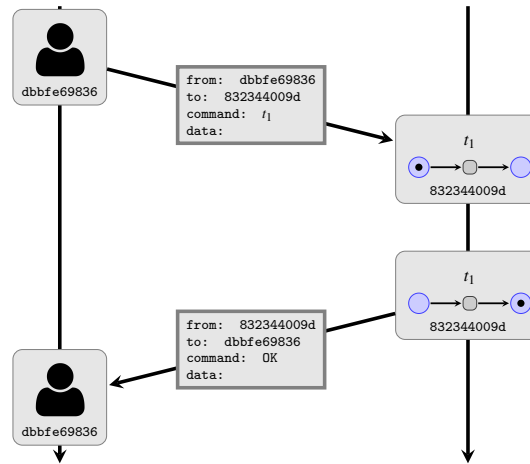 dbbfe69836
from: dbbfe69836
to: 832344009d
command: t₁
data:
t₁
832344009d
t₁
832344009d
from: 832344009d
to: dbbfe69836
command: OK
data:
dbbfe69836